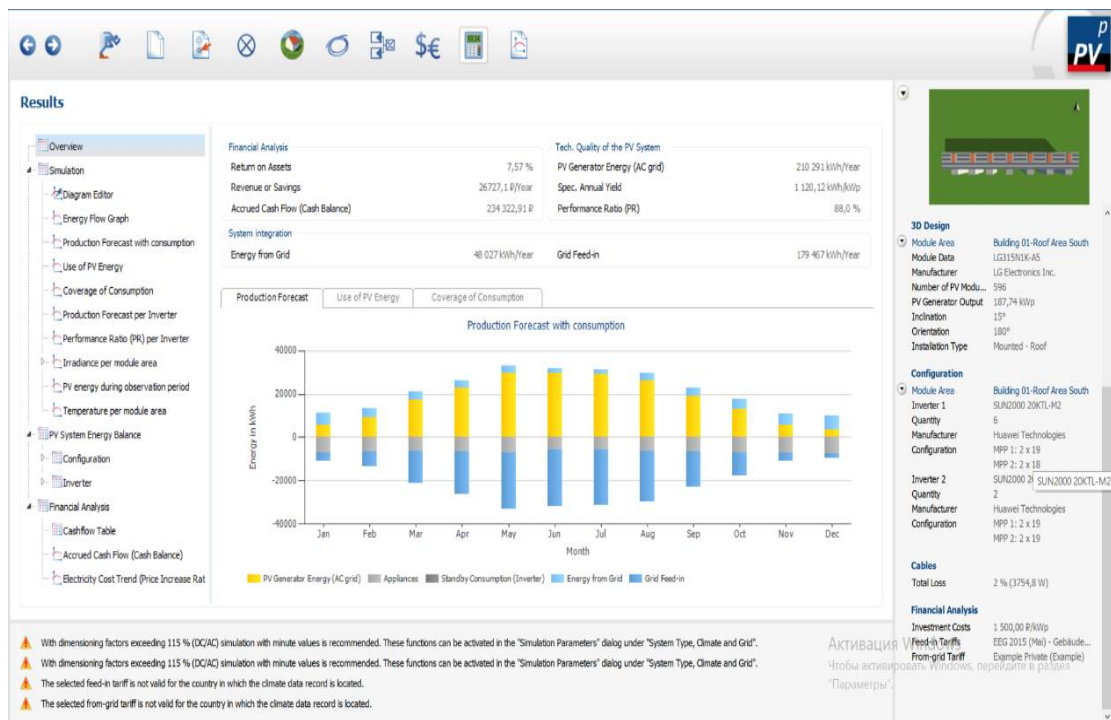 $€
p
PV
Results
Overview
Simulation
Diagram Editor
Energy Flow Graph
Production Forecast with consumption
Use of PV Energy
Coverage of Consumption
Production Forecast per Inverter
Performance Ratio (PR) per Inverter
Irradiance per module area
PV energy during observation period
Temperature per module area
PV System Energy Balance
Configuration
Inverter
Financial Analysis
Cashflow Table
Accrued Cash Flow (Cash Balance)
Electricity Cost Trend (Price Increase Rat
Financial Analysis
Return on Assets 7,57 %
Revenue or Savings 26727,1 ₽/Year
Accrued Cash Flow (Cash Balance) 234 322,91 ₽
Tech. Quality of the PV System
PV Generator Energy (AC grid) 210 291 kWh/Year
Spec. Annual Yield 1 120,12 kWh/kWp
Performance Ratio (PR) 88,0 %
System integration
Energy from Grid 48 027 kWh/Year Grid Feed-in 179 467 kWh/Year
Production Forecast Use of PV Energy Coverage of Consumption
Production Forecast with consumption
Energy in kWh
40000
20000
0
-20000
-40000
Jan Feb Mar Apr May Jun Jul Aug Sep Oct Nov Dec
Month
PV Generator Energy (AC grid) Appliances Standby Consumption (Inverter) Energy from Grid Grid Feed-in
3D Design
Module Area Building 01-Roof Area South
Module Data LG315N1K-A5
Manufacturer LG Electronics Inc.
Number of PV Modu... 596
PV Generator Output 187,74 kWp
Inclination 15°
Orientation 180°
Installation Type Mounted - Roof
Configuration
Module Area Building 01-Roof Area South
Inverter 1 SUN2000 20KTL-M2
Quantity 6
Manufacturer Huawei Technologies
Configuration MPP 1: 2 x 19
MPP 2: 2 x 18
Inverter 2 SUN2000 20
SUN2000 20KTL-M2
Quantity 2
Manufacturer Huawei Technologies
Configuration MPP 1: 2 x 19
MPP 2: 2 x 19
Cables
Total Loss 2 % (3754,8 W)
Financial Analysis
Investment Costs 1 500,00 ₽/kWp
Feed-in Tariffs EEG 2015 (Mai) - Gebäude...
From-grid Tariff Example Private (Example)
With dimensioning factors exceeding 115 % (DC/AC) simulation with minute values is recommended. These functions can be activated in the "Simulation Parameters" dialog under "System Type, Climate and Grid".
With dimensioning factors exceeding 115 % (DC/AC) simulation with minute values is recommended. These functions can be activated in the "Simulation Parameters" dialog under "System Type, Climate and Grid".
The selected feed-in tariff is not valid for the country in which the climate data record is located.
The selected from-grid tariff is not valid for the country in which the climate data record is located.
Активация Windows
Чтобы активировать Windows, перейдите в раздел
"Параметры".